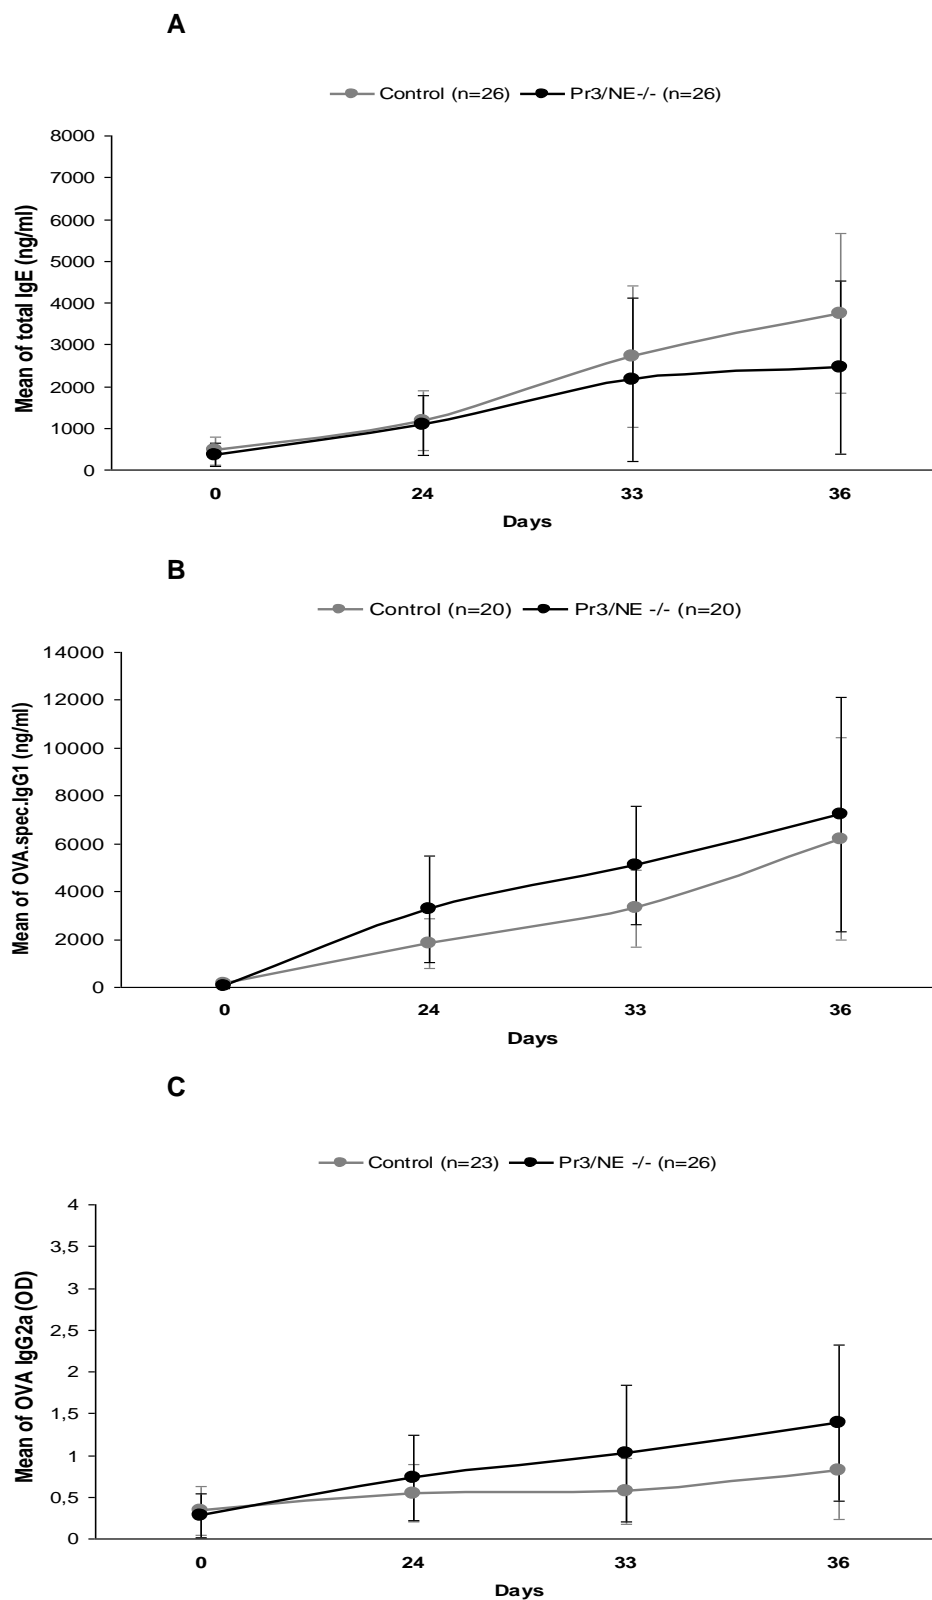 A
Control (n=26) Pr3/NE-/- (n=26)
8000
7000
6000
5000
4000
3000
2000
1000
0
Mean of total IgE (ng/ml)
0 24 33 36
Days
B
Control (n=20) Pr3/NE -/- (n=20)
14000
12000
10000
8000
6000
4000
2000
0
Mean of OVA.spec.IgG1 (ng/ml)
0 24 33 36
Days
C
Control (n=23) Pr3/NE -/- (n=26)
4
3,5
3
2,5
2
1,5
1
0,5
0
Mean of OVA IgG2a (OD)
0 24 33 36
Days